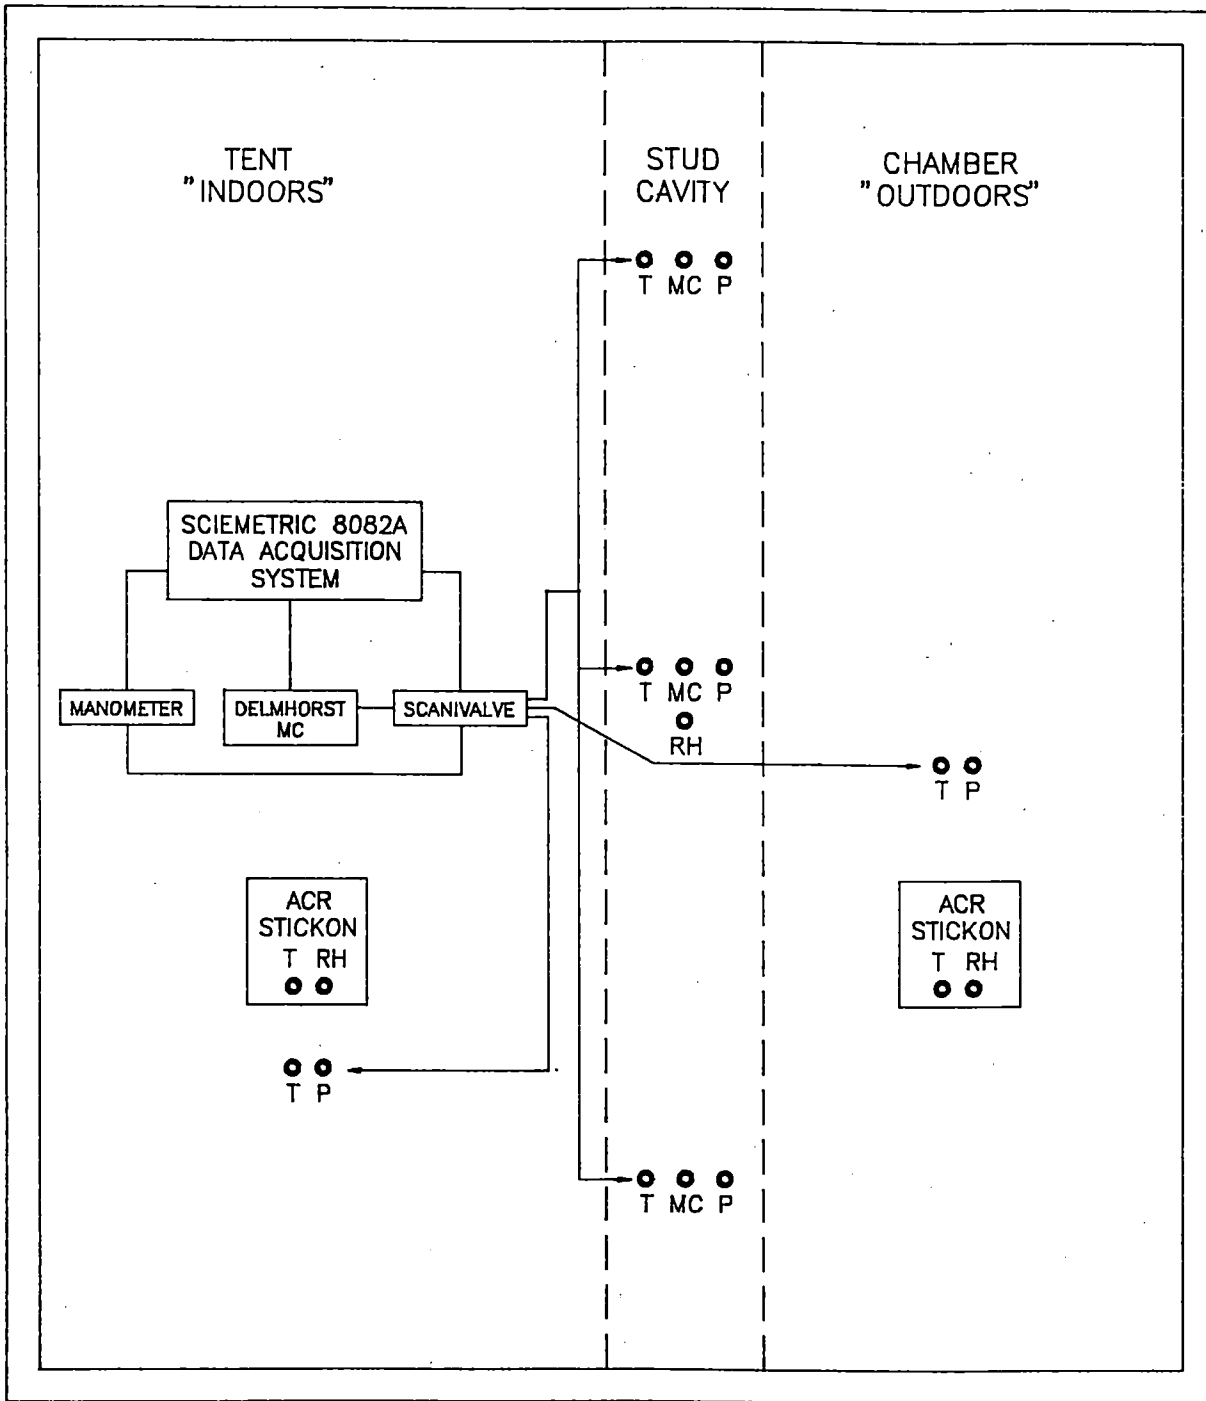 TENT
"INDOORS"
STUD
CAVITY
CHAMBER
"OUTDOORS"
T MC P
SCIEMETRIC 8082A
DATA ACQUISITION
SYSTEM
MANOMETER
DELMHORST
MC
SCANIVALVE
T MC P
RH
T P
ACR
STICKON
T RH
ACR
STICKON
T RH
T P
T MC P